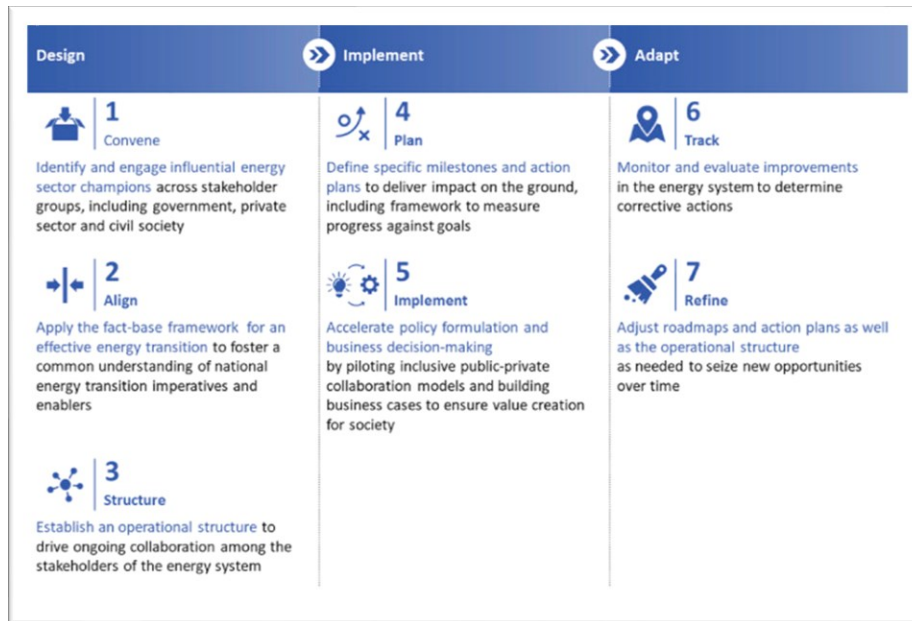 Design
Implement
Adapt
1
Convene
Identify and engage influential energy
sector champions across stakeholder
groups, including government, private
sector and civil society
2
Align
Apply the fact-base framework for an
effective energy transition to foster a
common understanding of national
energy transition imperatives and
enablers
3
Structure
Establish an operational structure to
drive ongoing collaboration among the
stakeholders of the energy system
4
Plan
Define specific milestones and action
plans to deliver impact on the ground,
including framework to measure
progress against goals
5
Implement
Accelerate policy formulation and
business decision-making
by piloting inclusive public-private
collaboration models and building
business cases to ensure value creation
for society
6
Track
Monitor and evaluate improvements
in the energy system to determine
corrective actions
7
Refine
Adjust roadmaps and action plans as well
as the operational structure
as needed to seize new opportunities
over time